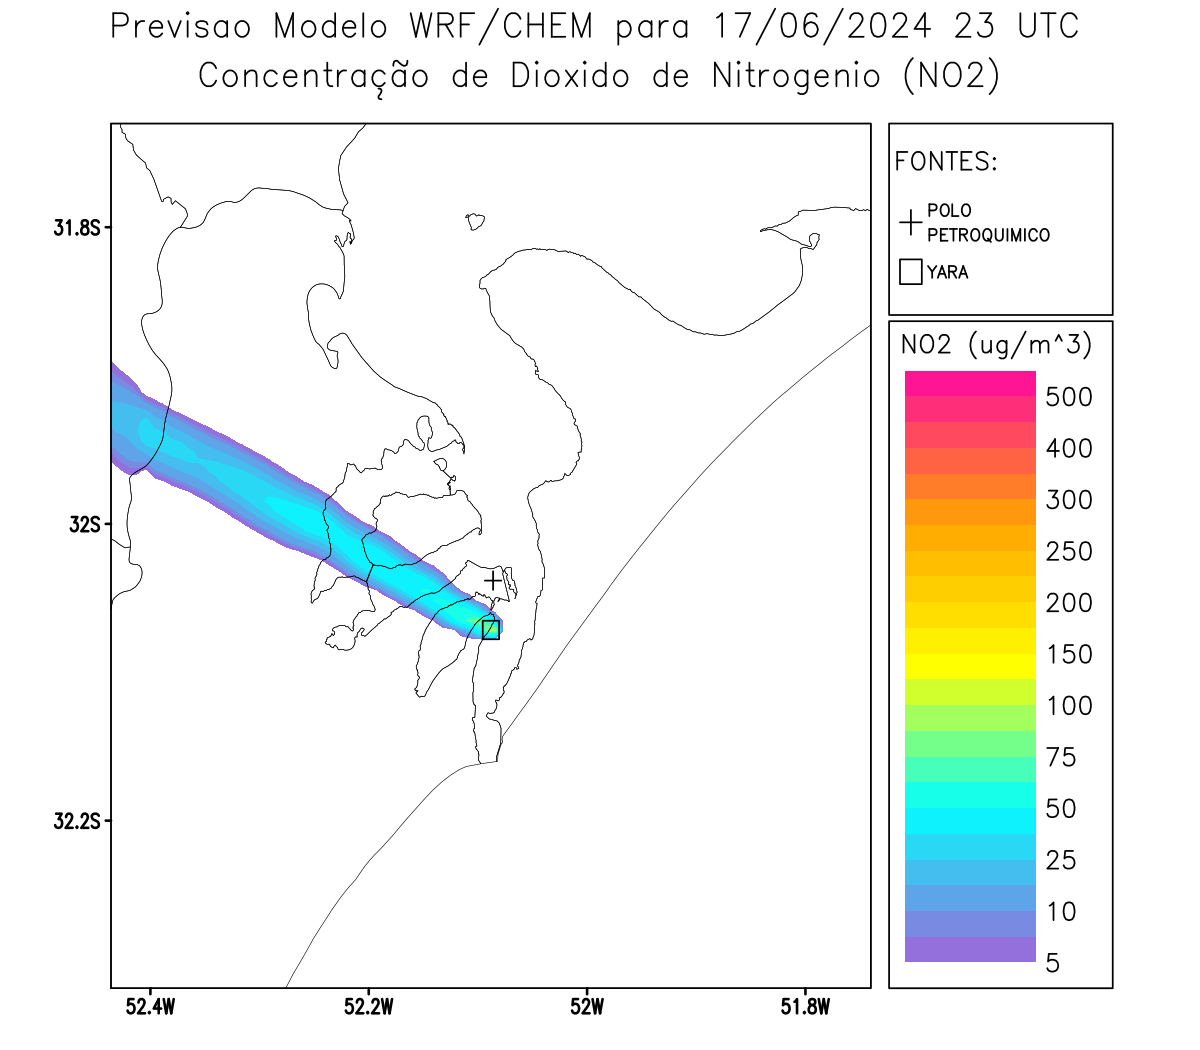 Previsao Modelo WRF/CHEM para 17/06/2024 23 UTC
Concentração de Dioxido de Nitrogenio (NO2)
FONTES:
POLO
PETROQUIMICO
YARA
NO2 (ug/m^3)
500
400
300
250
200
150
100
75
50
25
10
5
31.8S
32S
32.2S
52.4W
52.2W
52W
51.8W